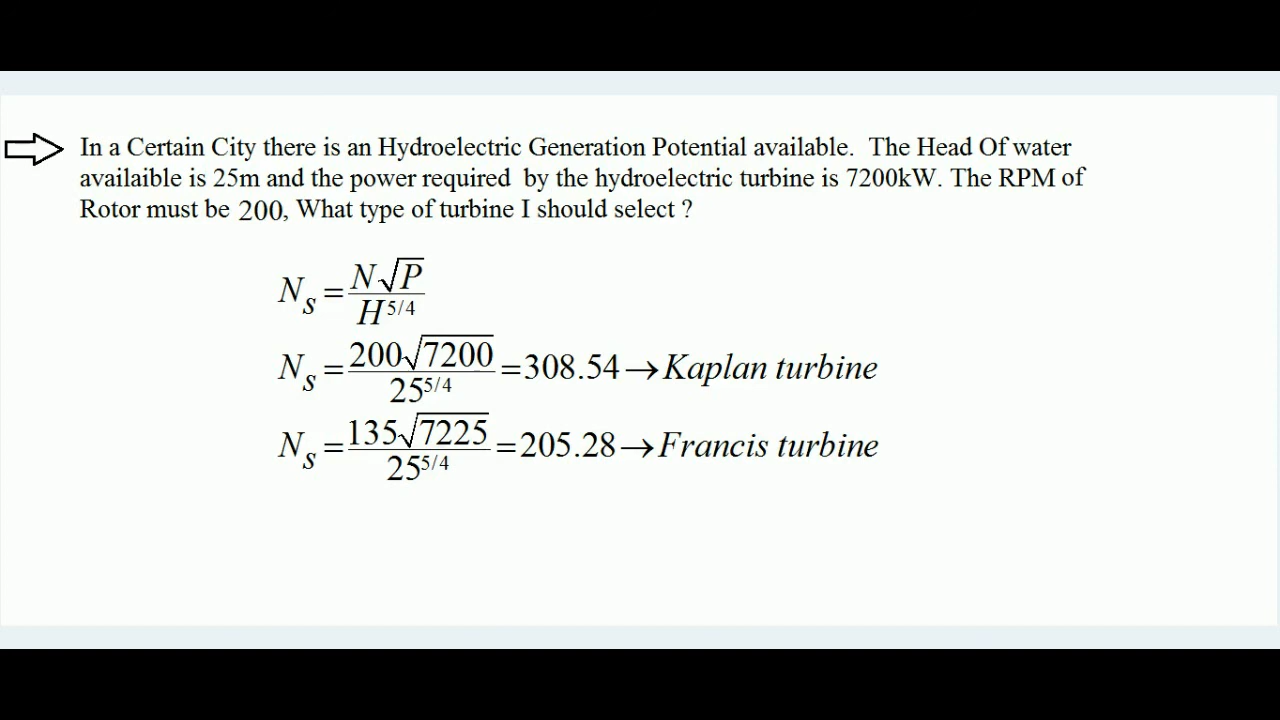 In a Certain City there is an Hydroelectric Generation Potential available. The Head Of water
availaible is 25m and the power required by the hydroelectric turbine is 7200kW. The RPM of
Rotor must be 200, What type of turbine I should select ?
N_s = N√P / H^5/4
N_s = 200√7200 / 25^5/4 = 308.54 → Kaplan turbine
N_s = 135√7225 / 25^5/4 = 205.28 → Francis turbine